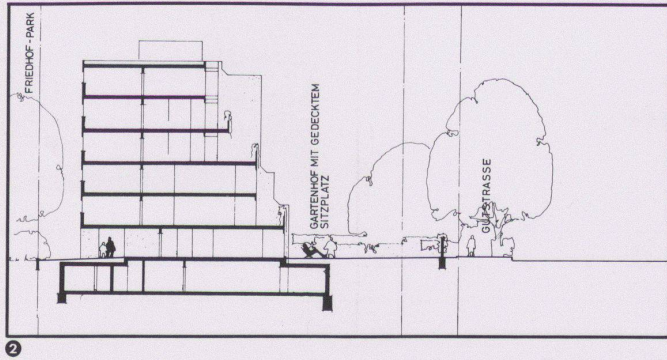 FRIEDHOF-PARK
GARTENHOF MIT GEDECKTEM
SITZPLATZ
GUTSTRASSE
2